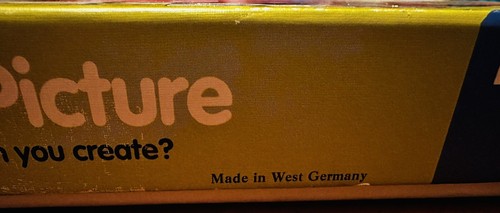 Picture
you create?
Made in West Germany